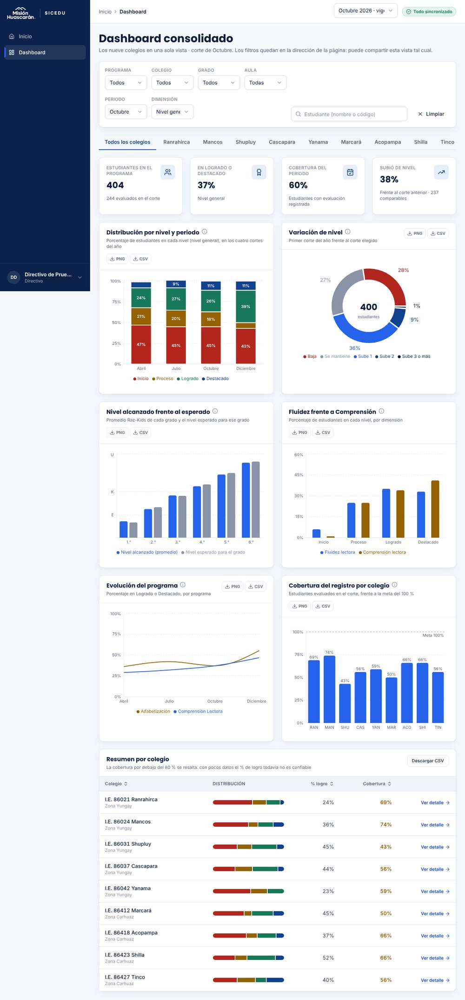 Misión
Huascarán.
SICEDU
Inicio
Dashboard
DD
Directivo de Prue...
Directivo
Inicio > Dashboard
Octubre 2026 · vige
Todo sincronizado
Dashboard consolidado
Los nueve colegios en una sola vista · corte de Octubre. Los filtros quedan en la dirección de la página: puede compartir esta vista tal cual.
PROGRAMA COLEGIO GRADO AULA
Todos Todos Todos Todas
PERIODO DIMENSIÓN
Octubre Nivel gene Estudiante (nombre o código) Limpiar
Todos los colegios Ranrahirca Mancos Shupluy Cascapara Yanama Marcará Acopampa Shilla Tinco
ESTUDIANTES EN EL
PROGRAMA
404
244 evaluados en el corte
EN LOGRADO O
DESTACADO
37%
Nivel general
COBERTURA DEL
PERIODO
60%
Estudiantes con evaluación
registrada
SUBIÓ DE NIVEL
38%
Frente al corte anterior · 237
comparables
Distribución por nivel y periodo
Porcentaje de estudiantes en cada nivel (nivel general), en los cuatro cortes
del año
PNG CSV
100%
75%
50%
25%
0%
24%
21%
47%
9%
27%
20%
45%
11%
26%
18%
45%
11%
39%
43%
Abril Julio Octubre Diciembre
Inicio Proceso Logrado Destacado
Variación de nivel
Primer corte del año frente al corte elegido
PNG CSV
28%
27%
400
estudiantes
1%
9%
36%
Baja Se mantiene Sube 1 Sube 2 Sube 3 o más
Nivel alcanzado frente al esperado
Promedio Raz-Kids de cada grado y el nivel esperado para ese grado
PNG CSV
U
K
E
1.° 2.° 3.° 4.° 5.° 6.°
Nivel alcanzado (promedio) Nivel esperado para el grado
Fluidez frente a Comprensión
Porcentaje de estudiantes en cada nivel, por dimensión
PNG CSV
60%
45%
30%
15%
0%
Inicio Proceso Logrado Destacado
Fluidez lectora Comprensión lectora
Evolución del programa
Porcentaje en Logrado o Destacado, por programa
PNG CSV
100%
75%
50%
25%
0%
Abril Julio Octubre Diciembre
Alfabetización Comprensión Lectora
Cobertura del registro por colegio
Estudiantes evaluados en el corte, frente a la meta del 100 %
PNG CSV
100%
75%
50%
25%
0%
Meta 100%
69% 74% 43% 56% 59% 50% 66% 66% 56%
RAN MAN SHU CAS YAN MAR ACO SHI TIN
Resumen por colegio
La cobertura por debajo del 80 % se resalta: con pocos datos el % de logro todavía no es confiable
Descargar CSV
Colegio DISTRIBUCIÓN % logro Cobertura
I.E. 86021 Ranrahirca
Zona Yungay
24% 69% Ver detalle
I.E. 86024 Mancos
Zona Yungay
36% 74% Ver detalle
I.E. 86031 Shupluy
Zona Yungay
45% 43% Ver detalle
I.E. 86037 Cascapara
Zona Yungay
44% 56% Ver detalle
I.E. 86042 Yanama
Zona Yungay
23% 59% Ver detalle
I.E. 86412 Marcará
Zona Carhuaz
45% 50% Ver detalle
I.E. 86418 Acopampa
Zona Carhuaz
37% 66% Ver detalle
I.E. 86423 Shilla
Zona Carhuaz
52% 66% Ver detalle
I.E. 86427 Tinco
Zona Carhuaz
40% 56% Ver detalle